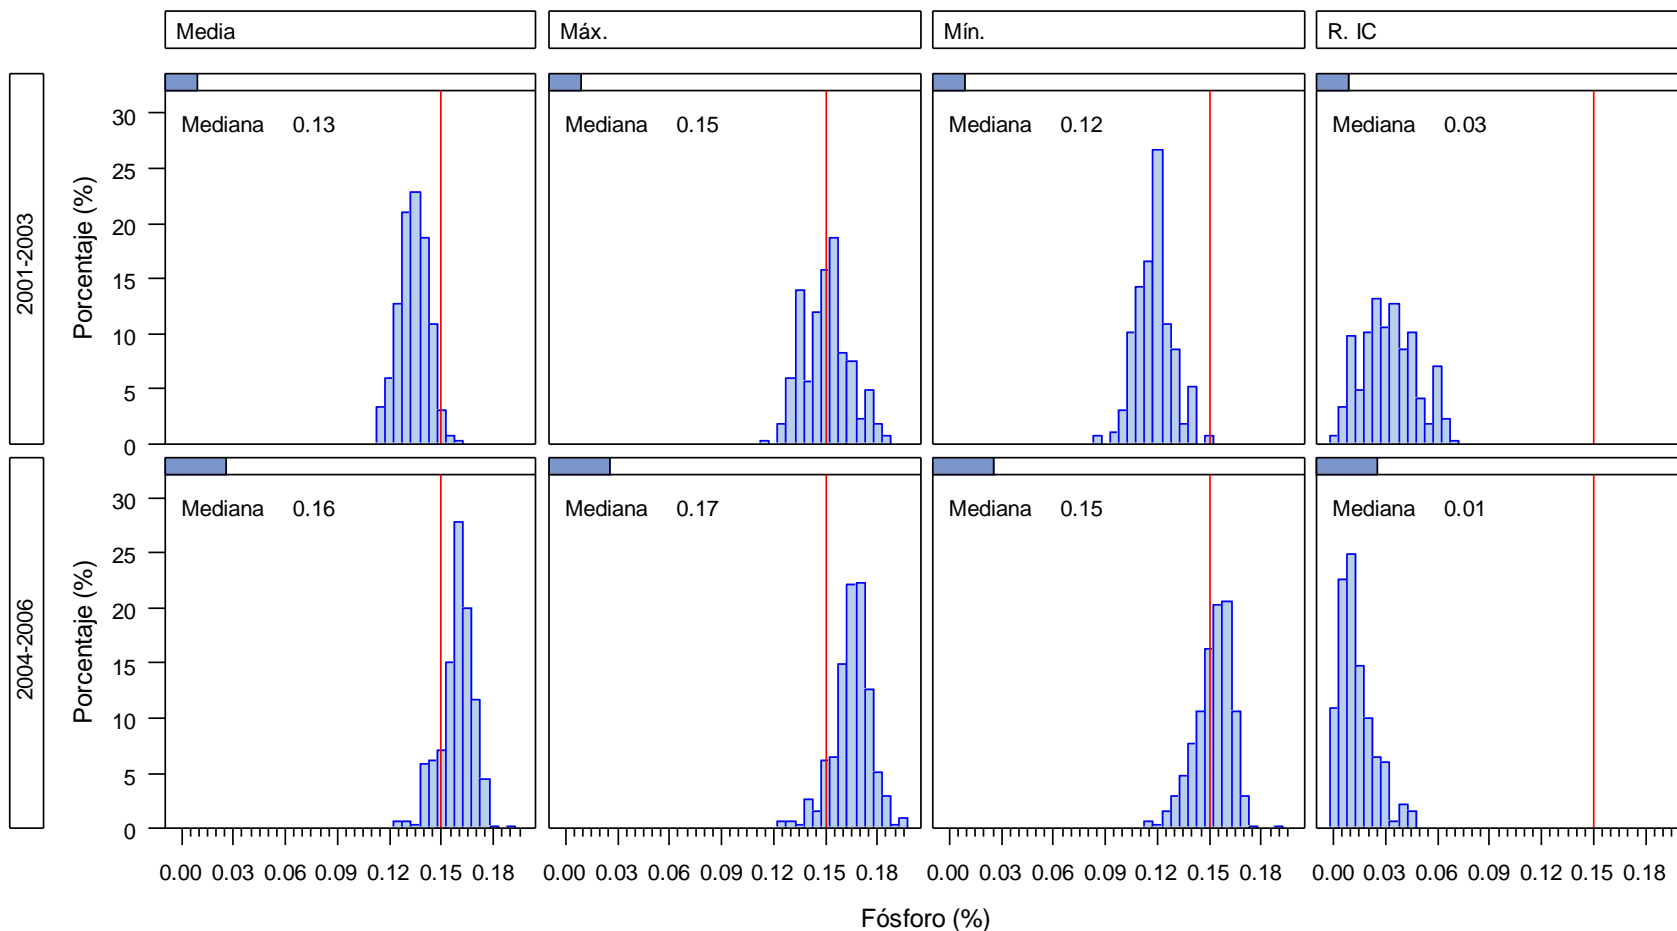 Media Máx. Mín. R. IC
2001-2003
Porcentaje (%)
30
25
20
15
10
5
0
Mediana 0.13
Mediana 0.15
Mediana 0.12
Mediana 0.03
2004-2006
Porcentaje (%)
30
25
20
15
10
5
0
Mediana 0.16
Mediana 0.17
Mediana 0.15
Mediana 0.01
0.00 0.03 0.06 0.09 0.12 0.15 0.18
0.00 0.03 0.06 0.09 0.12 0.15 0.18
0.00 0.03 0.06 0.09 0.12 0.15 0.18
0.00 0.03 0.06 0.09 0.12 0.15 0.18
Fósforo (%)